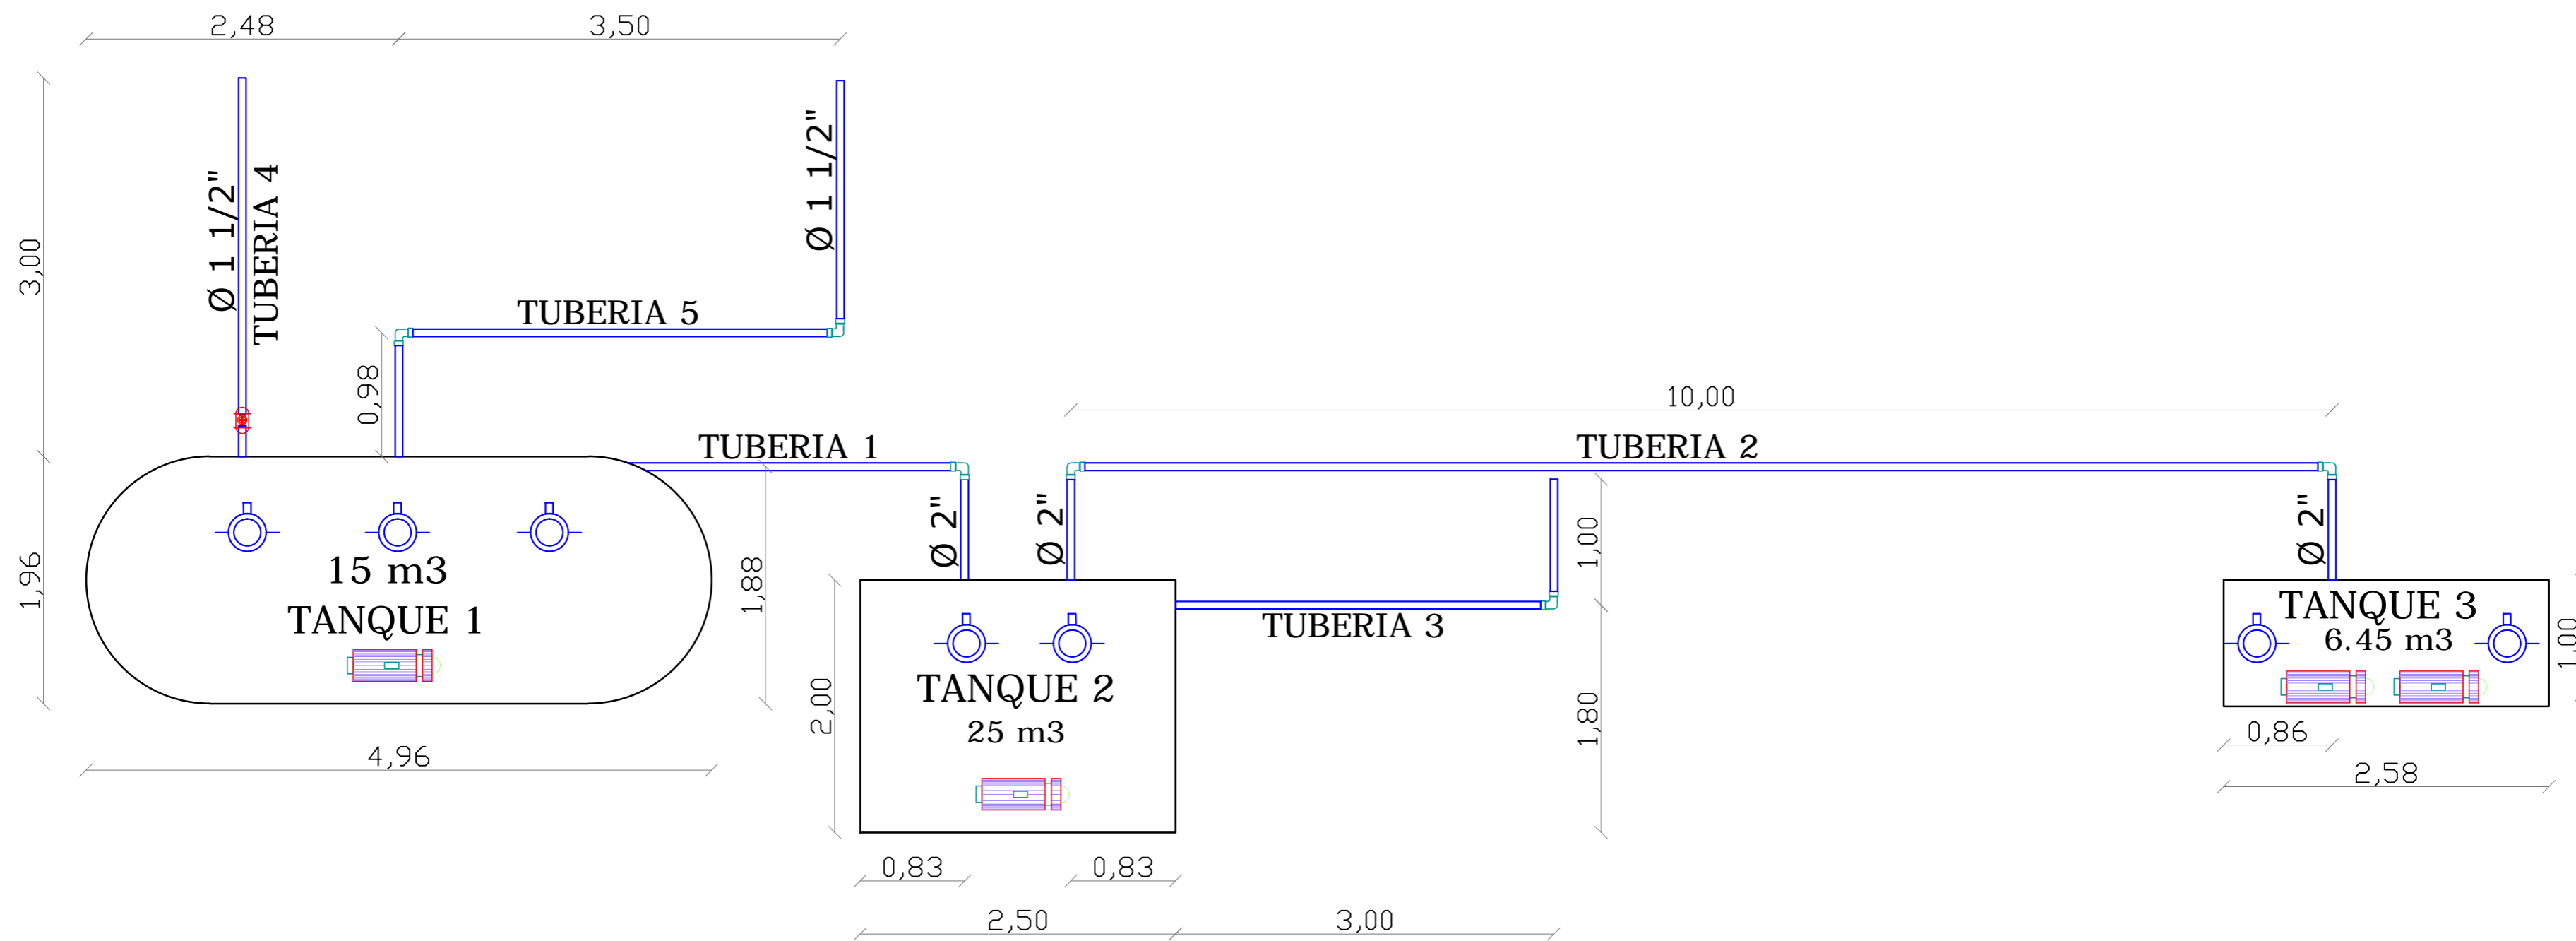 2,48
3,50
3,00
Ø 1 1/2"
TUBERIA 4
Ø 1 1/2"
TUBERIA 5
0,98
10,00
TUBERIA 1
TUBERIA 2
Ø 2"
Ø 2"
Ø 2"
1,00
1,96
15 m3
TANQUE 1
1,88
TUBERIA 3
TANQUE 3
6.45 m3
1,00
TANQUE 2
25 m3
2,00
1,80
0,86
2,58
4,96
0,83
0,83
2,50
3,00